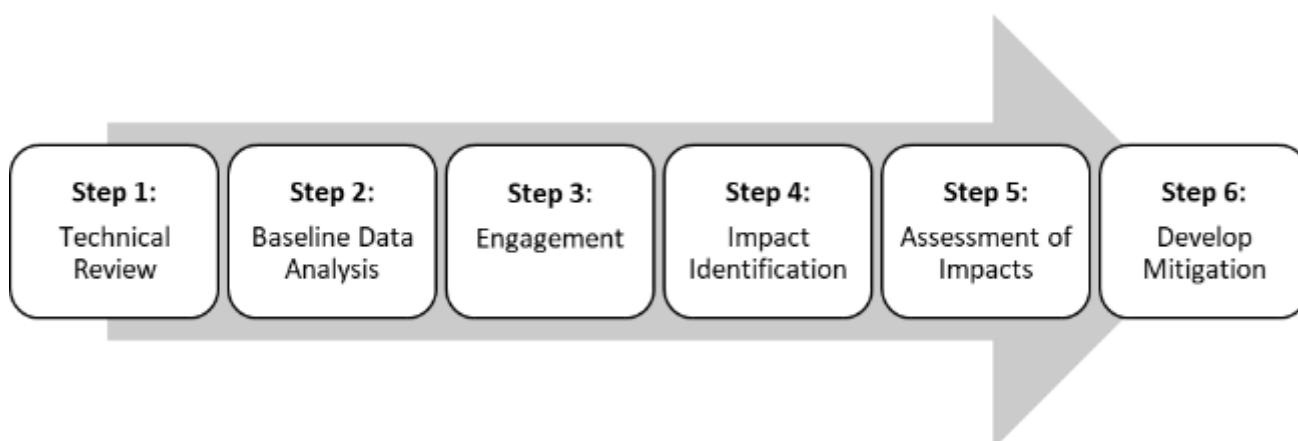 Step 1:
Technical
Review
Step 2:
Baseline Data
Analysis
Step 3:
Engagement
Step 4:
Impact
Identification
Step 5:
Assessment of
Impacts
Step 6:
Develop
Mitigation